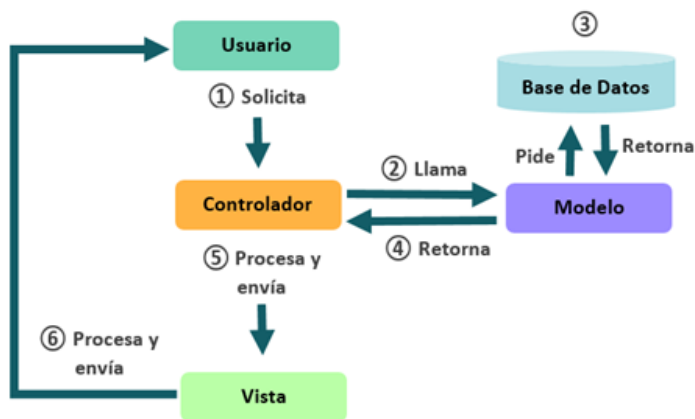 Usuario
③
① Solicita
Base de Datos
Pide
Retorna
② Llama
Controlador
Modelo
④ Retorna
⑤ Procesa y
envía
⑥ Procesa y
envía
Vista